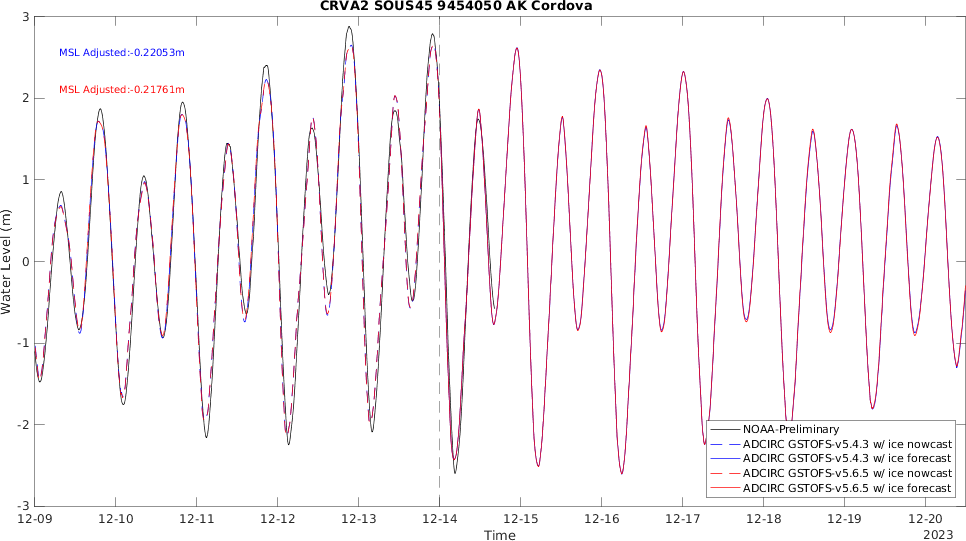 CRVA2 SOUS45 9454050 AK Cordova
3
MSL Adjusted:-0.22053m
MSL Adjusted:-0.21761m
2
1
0
-1
-2
-3
Water Level (m)
NOAA-Preliminary
ADCIRC GSTOFS-v5.4.3 w/ ice nowcast
ADCIRC GSTOFS-v5.4.3 w/ ice forecast
ADCIRC GSTOFS-v5.6.5 w/ ice nowcast
ADCIRC GSTOFS-v5.6.5 w/ ice forecast
12-09 12-10 12-11 12-12 12-13 12-14 12-15 12-16 12-17 12-18 12-19 12-20
Time 2023